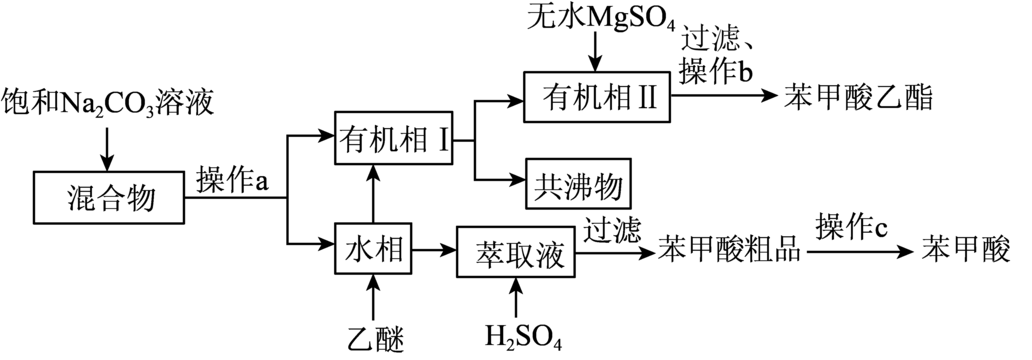 无水MgSO₄
过滤、
操作b
饱和Na₂CO₃溶液
有机相Ⅱ
苯甲酸乙酯
有机相Ⅰ
混合物
操作a
共沸物
水相
萃取液
过滤
苯甲酸粗品
操作c
苯甲酸
乙醚
H₂SO₄